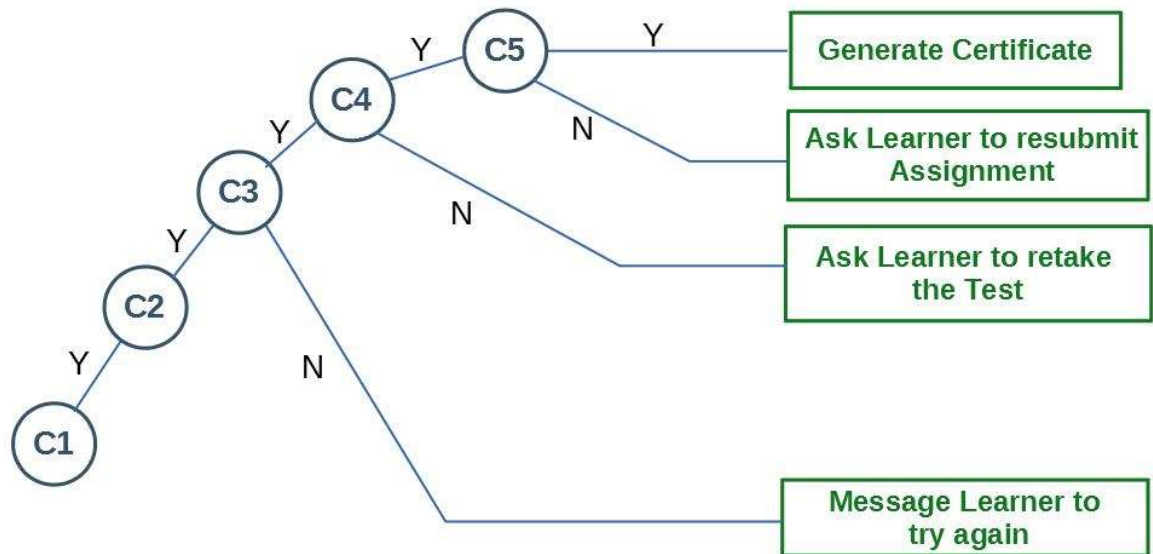 Y
C5
Y
Generate Certificate
Y
C4
N
Ask Learner to resubmit
Assignment
Y
C3
N
Ask Learner to retake
the Test
Y
C2
N
Y
C1
Message Learner to
try again